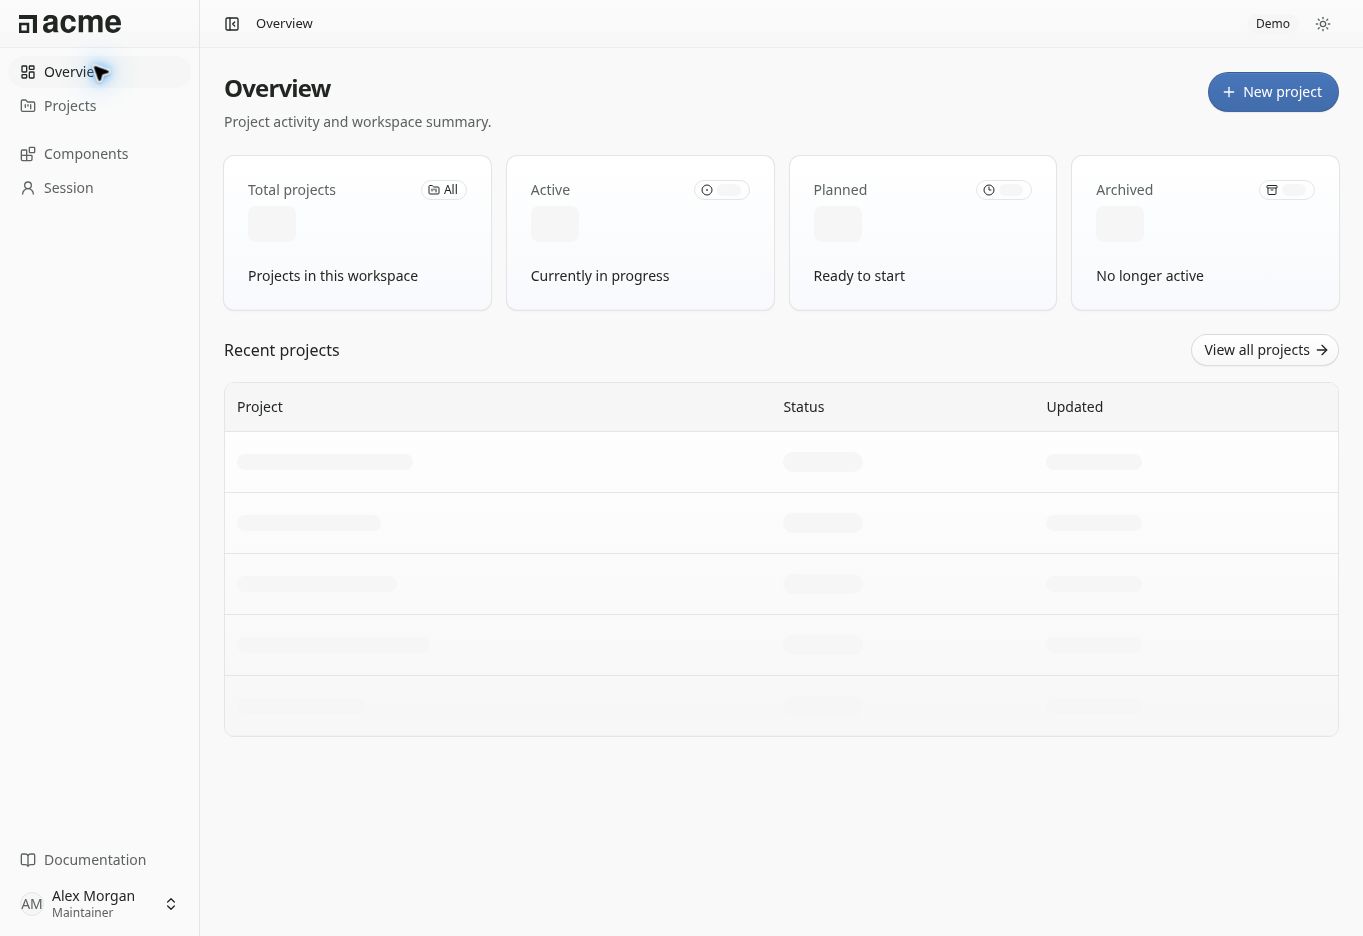 acme
Overview
Demo
Overvie
Projects
Components
Session
Overview
Project activity and workspace summary.
New project
Total projects
All
Projects in this workspace
Active
Currently in progress
Planned
Ready to start
Archived
No longer active
Recent projects
View all projects
Project Status Updated
Documentation
AM
Alex Morgan
Maintainer